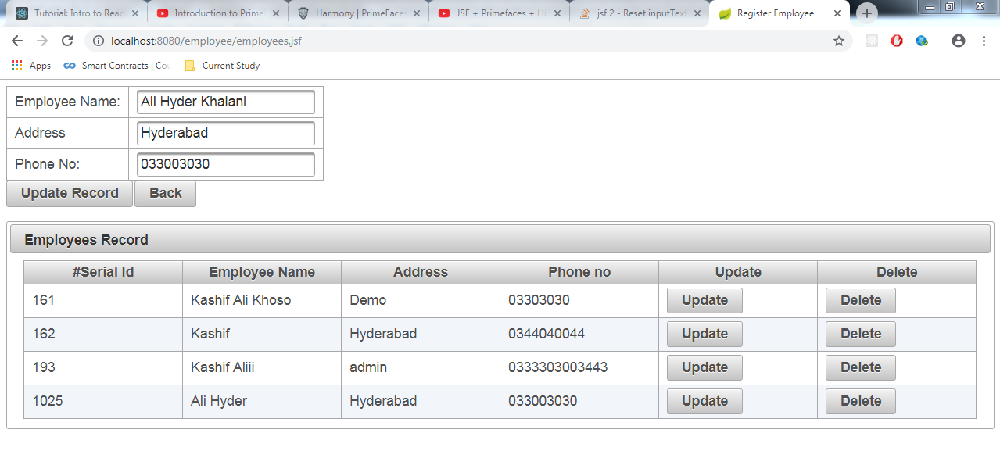 Tutorial: Intro to Reac Introduction to Prime Harmony | PrimeFaces JSF + Primefaces + Hi jsf 2 - Reset inputText Register Employee
localhost:8080/employee/employees.jsf
Apps Smart Contracts | Cou Current Study
Employee Name: Ali Hyder Khalani
Address Hyderabad
Phone No: 033003030
Update Record Back
Employees Record
#Serial Id Employee Name Address Phone no Update Delete
161 Kashif Ali Khoso Demo 03303030 Update Delete
162 Kashif Hyderabad 0344040044 Update Delete
193 Kashif Aliii admin 0333303003443 Update Delete
1025 Ali Hyder Hyderabad 033003030 Update Delete